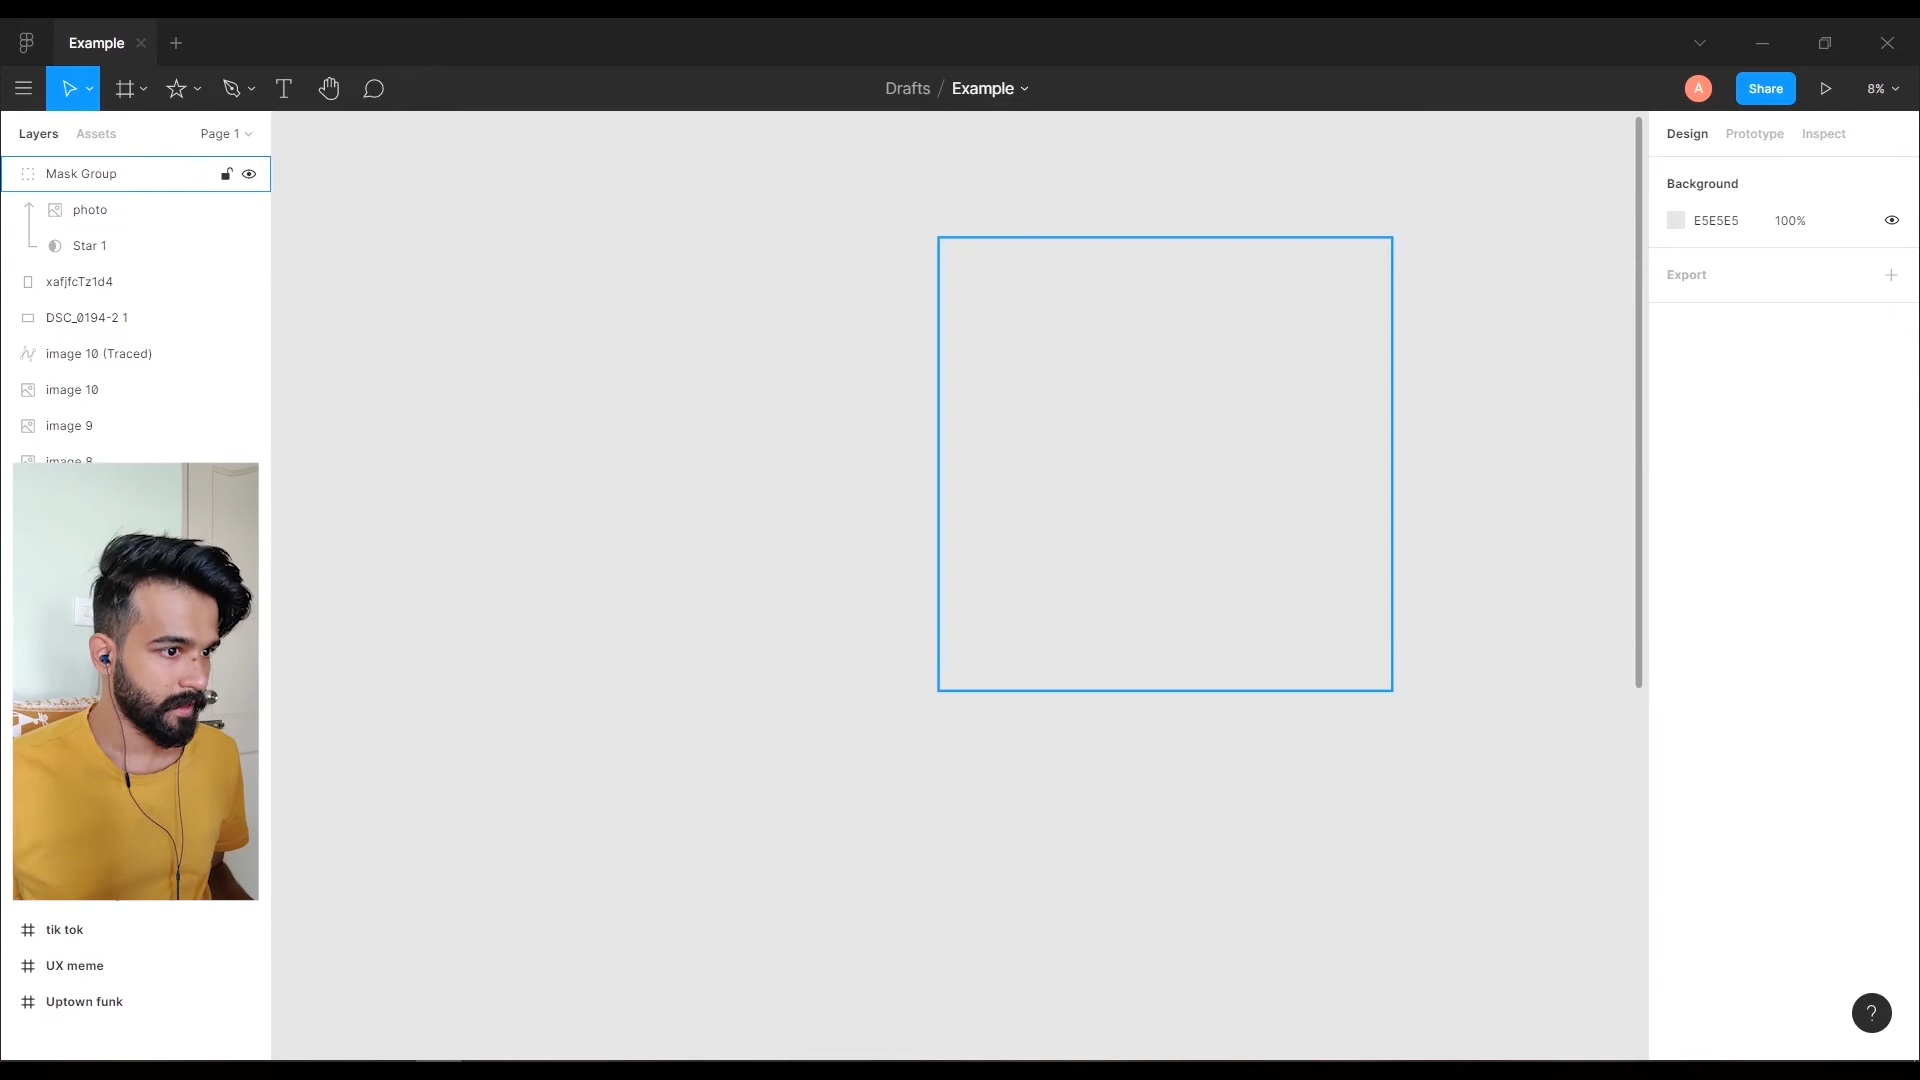 Example
Drafts / Example
A
Share
8%
Layers
Assets
Page 1
Design
Prototype
Inspect
Mask Group
photo
Star 1
xafjfcTz1d4
DSC_0194-2 1
image 10 (Traced)
image 10
image 9
image 8
tik tok
UX meme
Uptown funk
Background
E5E5E5
100%
Export
?